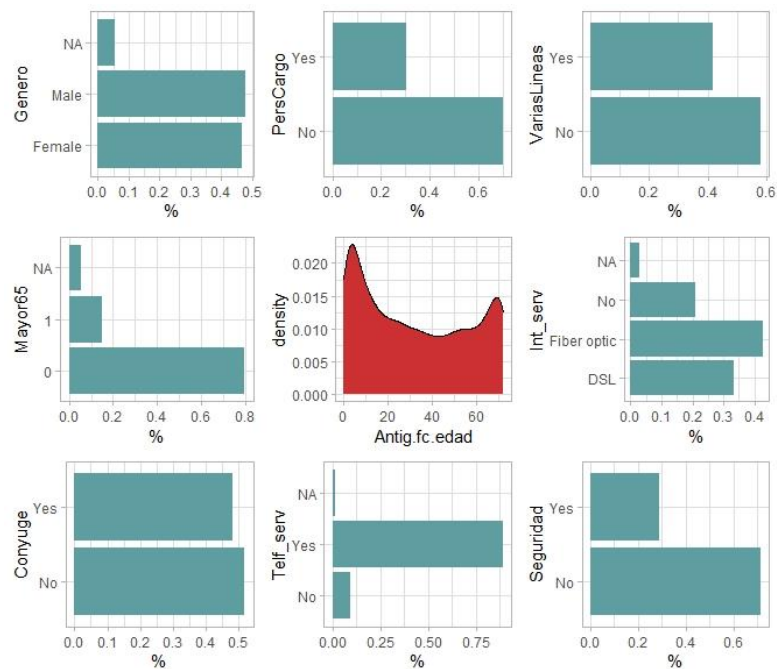 Genero
NA
Male
Female
0.0 0.1 0.2 0.3 0.4 0.5
%
PersCargo
Yes
No
0.0 0.2 0.4 0.6
%
VariasLineas
Yes
No
0.0 0.2 0.4 0.6
%
Mayor65
NA
1
0
0.0 0.2 0.4 0.6 0.8
%
density
0.020
0.015
0.010
0.005
0.000
0 20 40 60
Antig.fc.edad
Int_serv
NA
No
Fiber optic
DSL
0.0 0.1 0.2 0.3 0.4
%
Conyuge
Yes
No
0.0 0.1 0.2 0.3 0.4 0.5
%
Telf_serv
NA
Yes
No
0.00 0.25 0.50 0.75
%
Seguridad
Yes
No
0.0 0.2 0.4 0.6
%